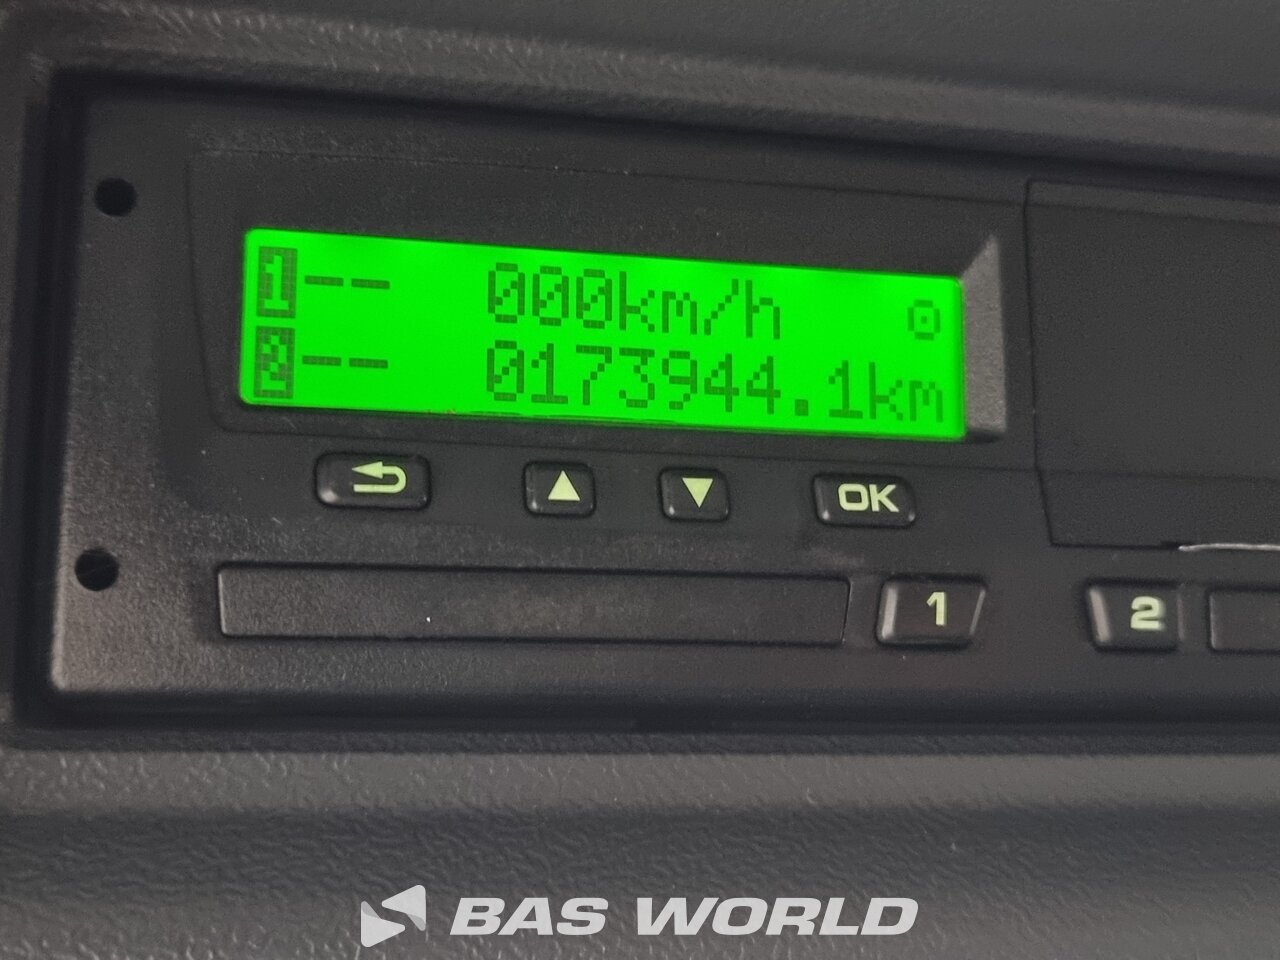 1 -- 000km/h
2 -- 0173944.1km
OK
1 2
BAS WORLD